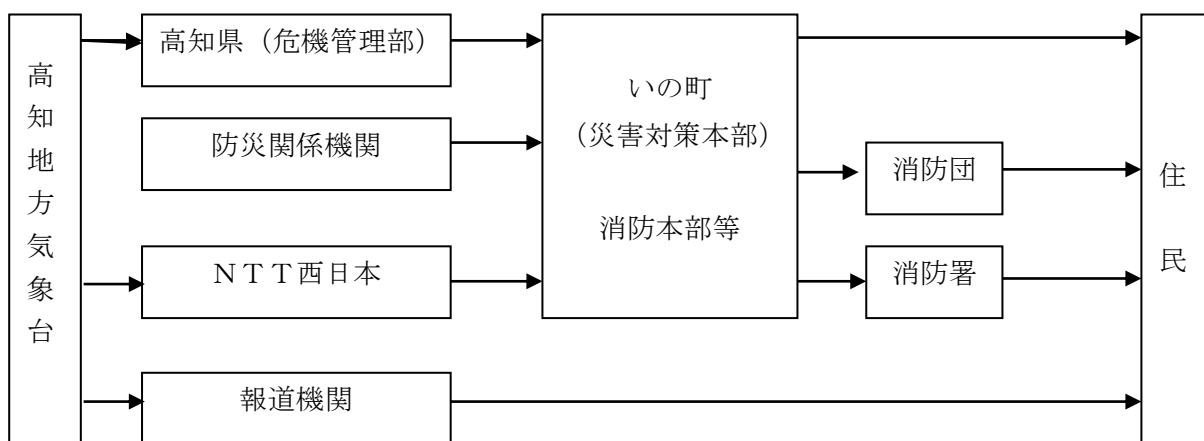 高知地方気象台
高知県（危機管理部）
防災関係機関
ＮＴＴ西日本
報道機関
いの町
（災害対策本部）
消防本部等
消防団
消防署
住民